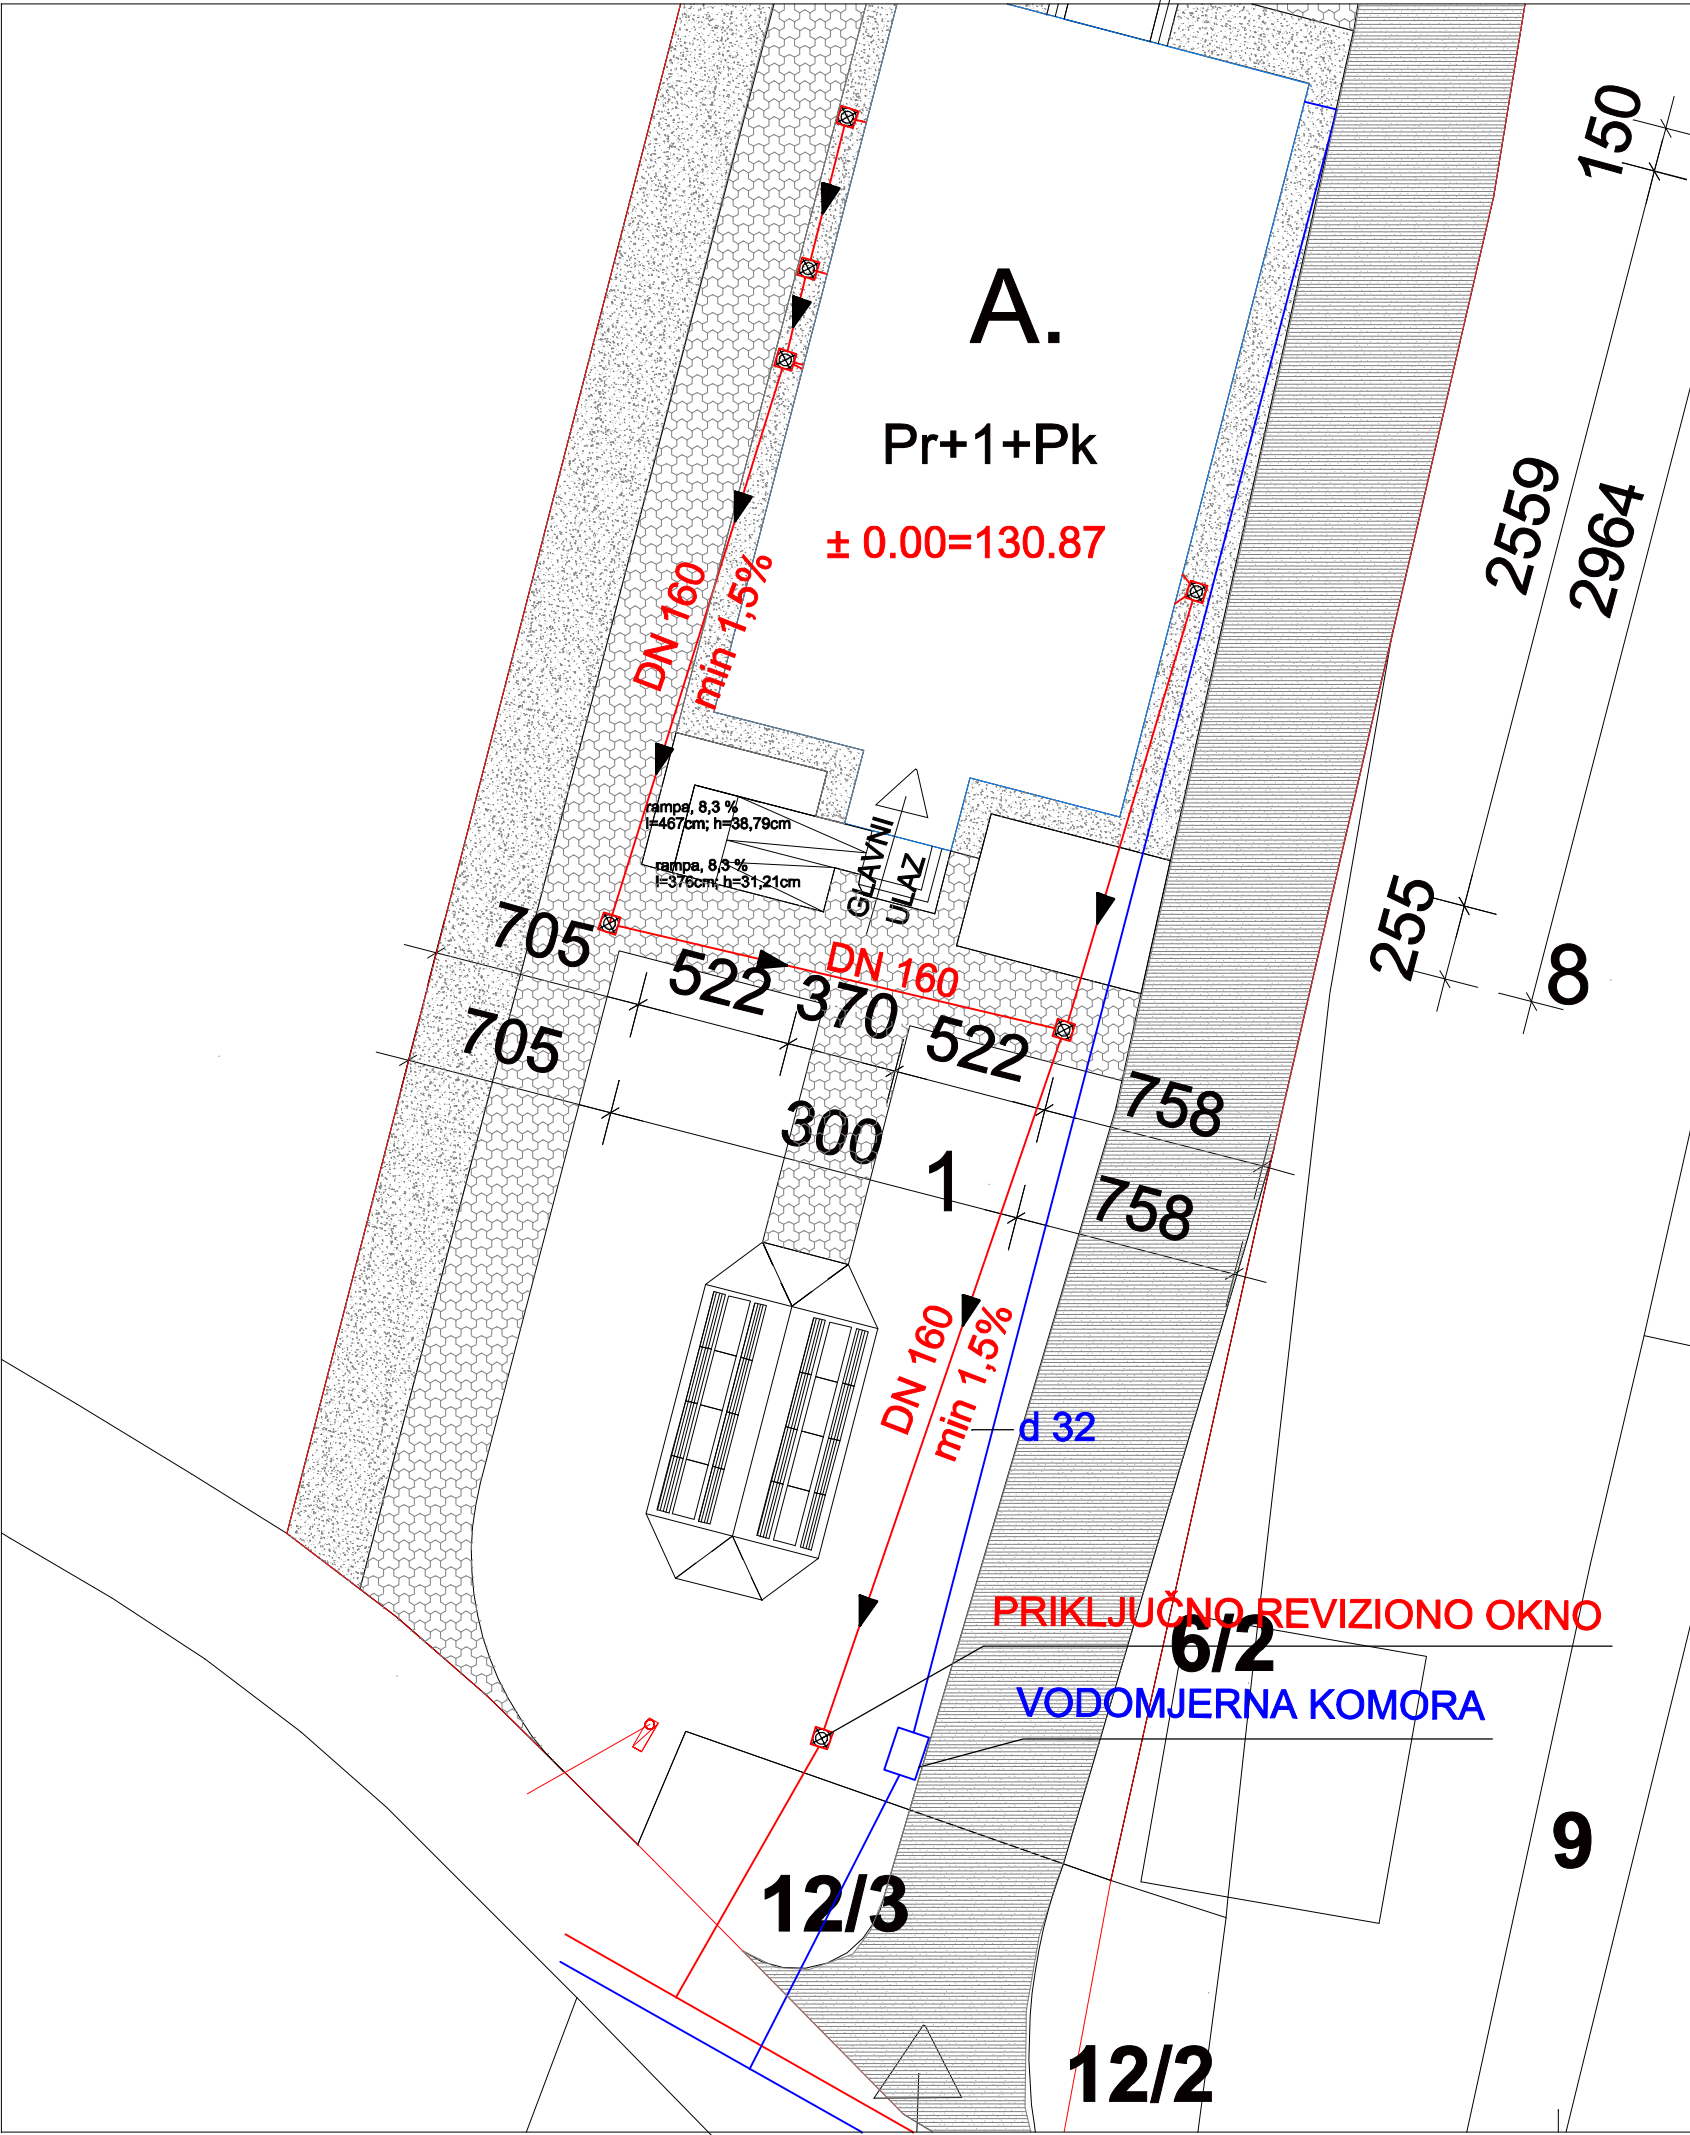 150
A.
Pr+1+Pk
± 0.00=130.87
2559
2964
DN 160
min 1,5%
rampa, 8,3 %
l=467cm; h=38,79cm
rampa, 8,3 %
l=376cm; h=31,21cm
GLAVNI
ULAZ
255
8
705
522
DN 160
370
522
705
758
300
1
758
DN 160
min 1,5%
d 32
PRIKLJUČNO REVIZIONO OKNO
6/2
VODOMJERNA KOMORA
9
12/3
12/2